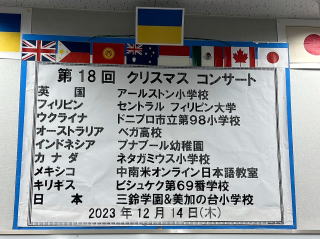 第18回 クリスマス コンサート
英国 アールストン小学校
フィリピン セントラル フィリピン大学
ウクライナ ドニプロ市立第98小学校
オーストラリア ベガ高校
インドネシア プナブール幼稚園
カナダ ネタガミウス小学校
メキシコ 中南米オンライン日本語教室
キリギス ビシュケク第69番学校
日本 三鈴学園&美加の台小学校
2023年12月14日(木)